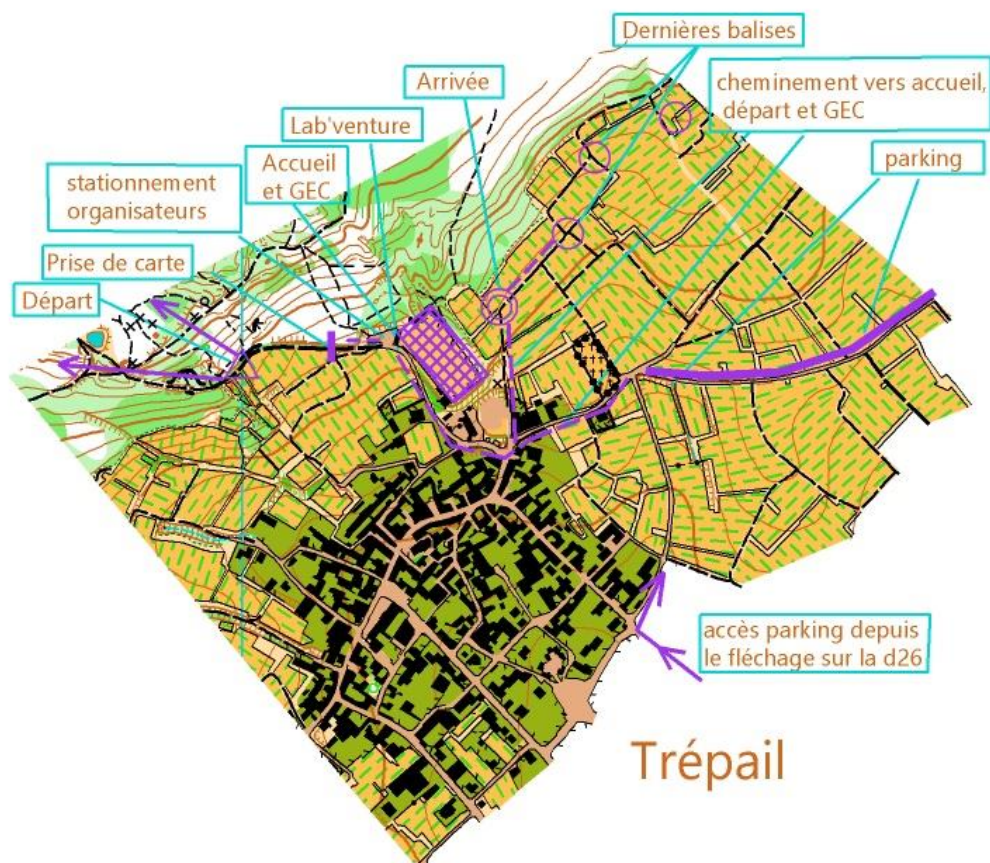 Dernières balises
Arrivée
cheminement vers accueil,
départ et GEC
Lab'venture
Accueil
et GEC
parking
stationnement
organisateurs
Prise de carte
Départ
accès parking depuis
le fléchage sur la d26
Trépail